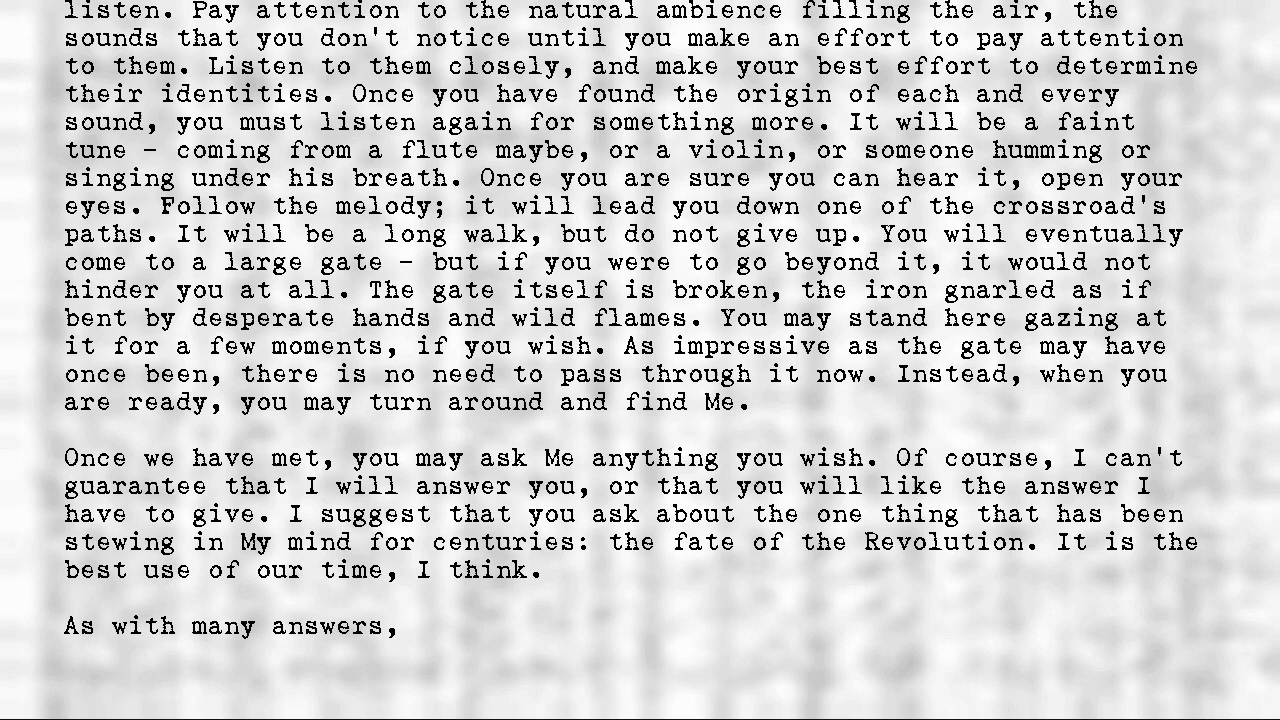 listen. Pay attention to the natural ambience filling the air, the
sounds that you don't notice until you make an effort to pay attention
to them. Listen to them closely, and make your best effort to determine
their identities. Once you have found the origin of each and every
sound, you must listen again for something more. It will be a faint
tune - coming from a flute maybe, or a violin, or someone humming or
singing under his breath. Once you are sure you can hear it, open your
eyes. Follow the melody; it will lead you down one of the crossroad's
paths. It will be a long walk, but do not give up. You will eventually
come to a large gate - but if you were to go beyond it, it would not
hinder you at all. The gate itself is broken, the iron gnarled as if
bent by desperate hands and wild flames. You may stand here gazing at
it for a few moments, if you wish. As impressive as the gate may have
once been, there is no need to pass through it now. Instead, when you
are ready, you may turn around and find Me.
Once we have met, you may ask Me anything you wish. Of course, I can't
guarantee that I will answer you, or that you will like the answer I
have to give. I suggest that you ask about the one thing that has been
stewing in My mind for centuries: the fate of the Revolution. It is the
best use of our time, I think.
As with many answers,